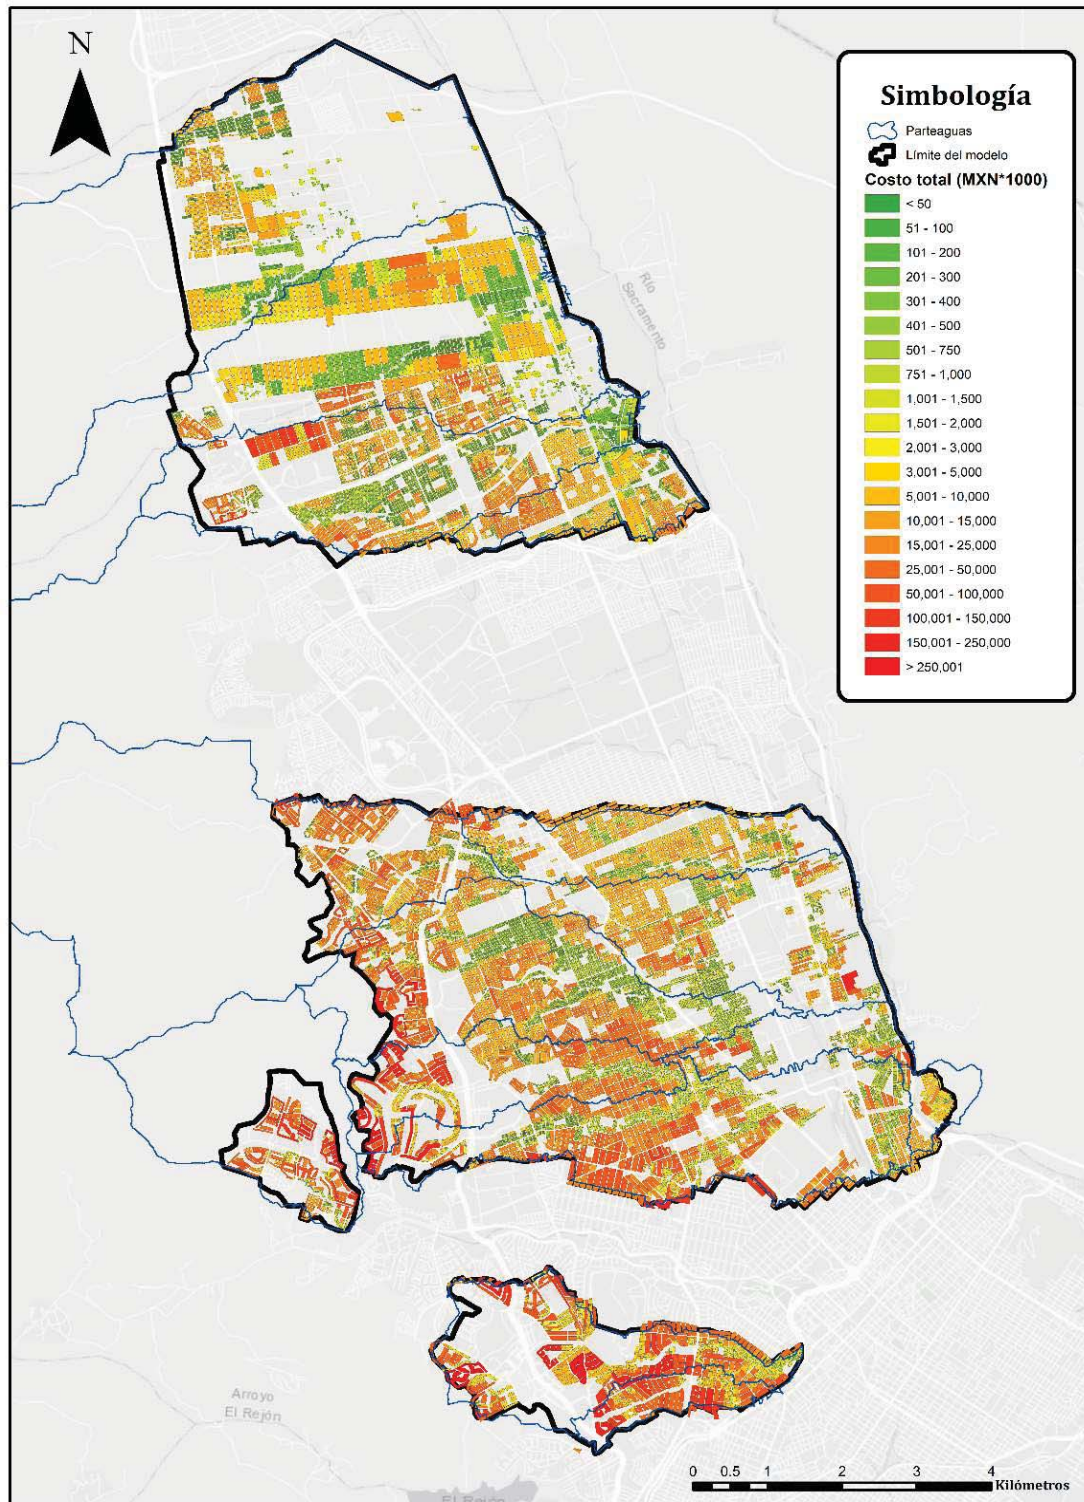 N
Simbología
Parteaguas
Límite del modelo
Costo total (MXN*1000)
< 50
51 - 100
101 - 200
201 - 300
301 - 400
401 - 500
501 - 750
751 - 1,000
1,001 - 1,500
1,501 - 2,000
2,001 - 3,000
3,001 - 5,000
5,001 - 10,000
10,001 - 15,000
15,001 - 25,000
25,001 - 50,000
50,001 - 100,000
100,001 - 150,000
150,001 - 250,000
> 250,001
Río
Sacramento
Arroyo
El Rejón
El Rejón
0 0.5 1 2 3 4
Kilómetros